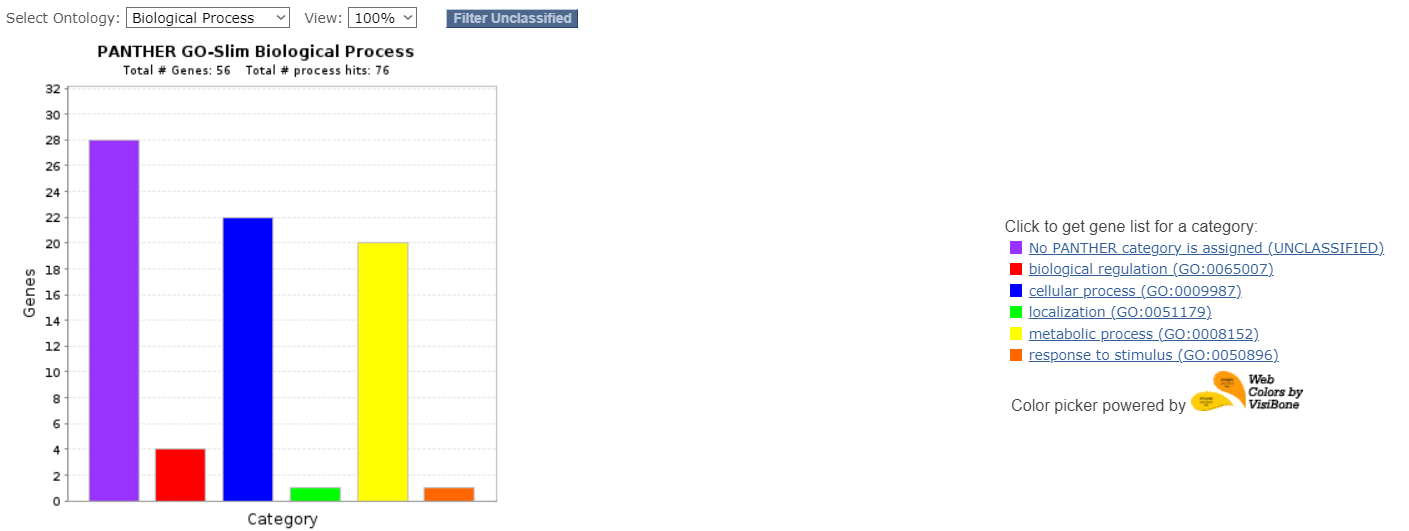 Select Ontology: Biological Process View: 100% Filter Unclassified
PANTHER GO-Slim Biological Process
Total # Genes: 56 Total # process hits: 76
32
30
28
26
24
22
20
18
16
14
12
10
8
6
4
2
0
Genes
Category
Click to get gene list for a category:
No PANTHER category is assigned (UNCLASSIFIED)
biological regulation (GO:0065007)
cellular process (GO:0009987)
localization (GO:0051179)
metabolic process (GO:0008152)
response to stimulus (GO:0050896)
Color picker powered by
Web
Colors by
VisiBone